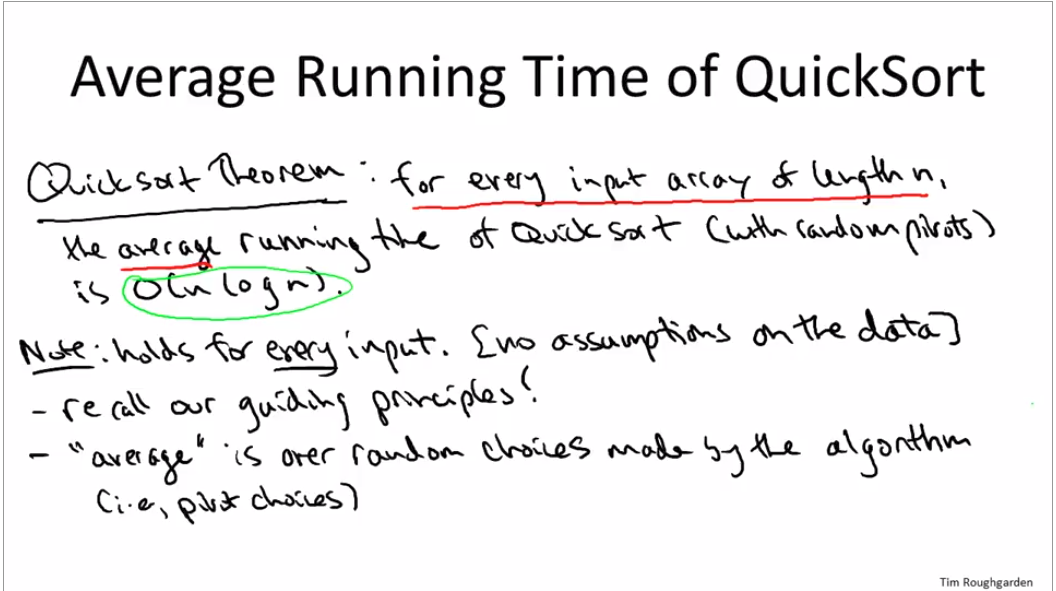 Average Running Time of QuickSort
Quicksort Theorem : for every input array of length n,
the average running time of QuickSort (with random pivots)
is O(n log n).
Note: holds for every input. [no assumptions on the data]
- recall our guiding principles!
- "average" is over random choices made by the algorithm
(i.e., pivot choices)
Tim Roughgarden